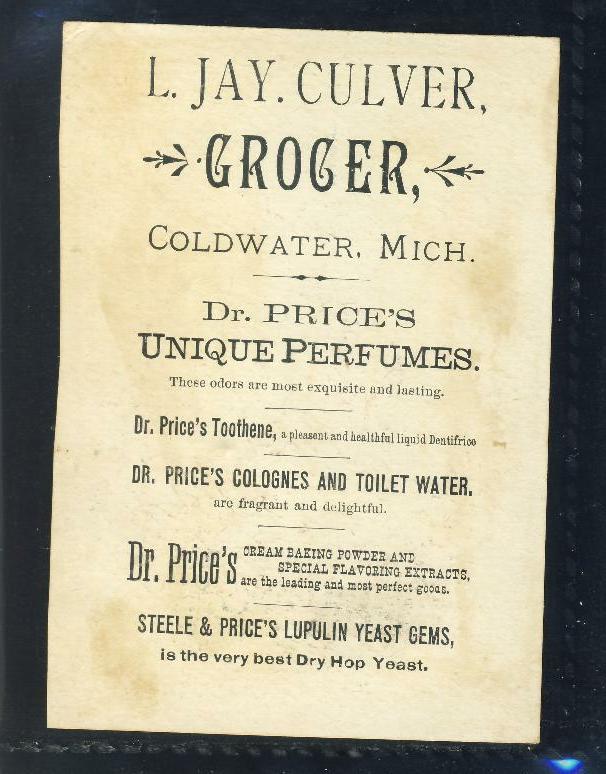 L. JAY. CULVER,
GROCER,
COLDWATER, MICH.
Dr. PRICE'S
UNIQUE PERFUMES.
These odors are most exquisite and lasting.
Dr. Price's Toothene, a pleasant and healthful liquid Dentifrice
DR. PRICE'S COLOGNES AND TOILET WATER,
are fragrant and delightful.
Dr. Price's CREAM BAKING POWDER AND
SPECIAL FLAVORING EXTRACTS,
are the leading and most perfect goods.
STEELE & PRICE'S LUPULIN YEAST GEMS,
is the very best Dry Hop Yeast.